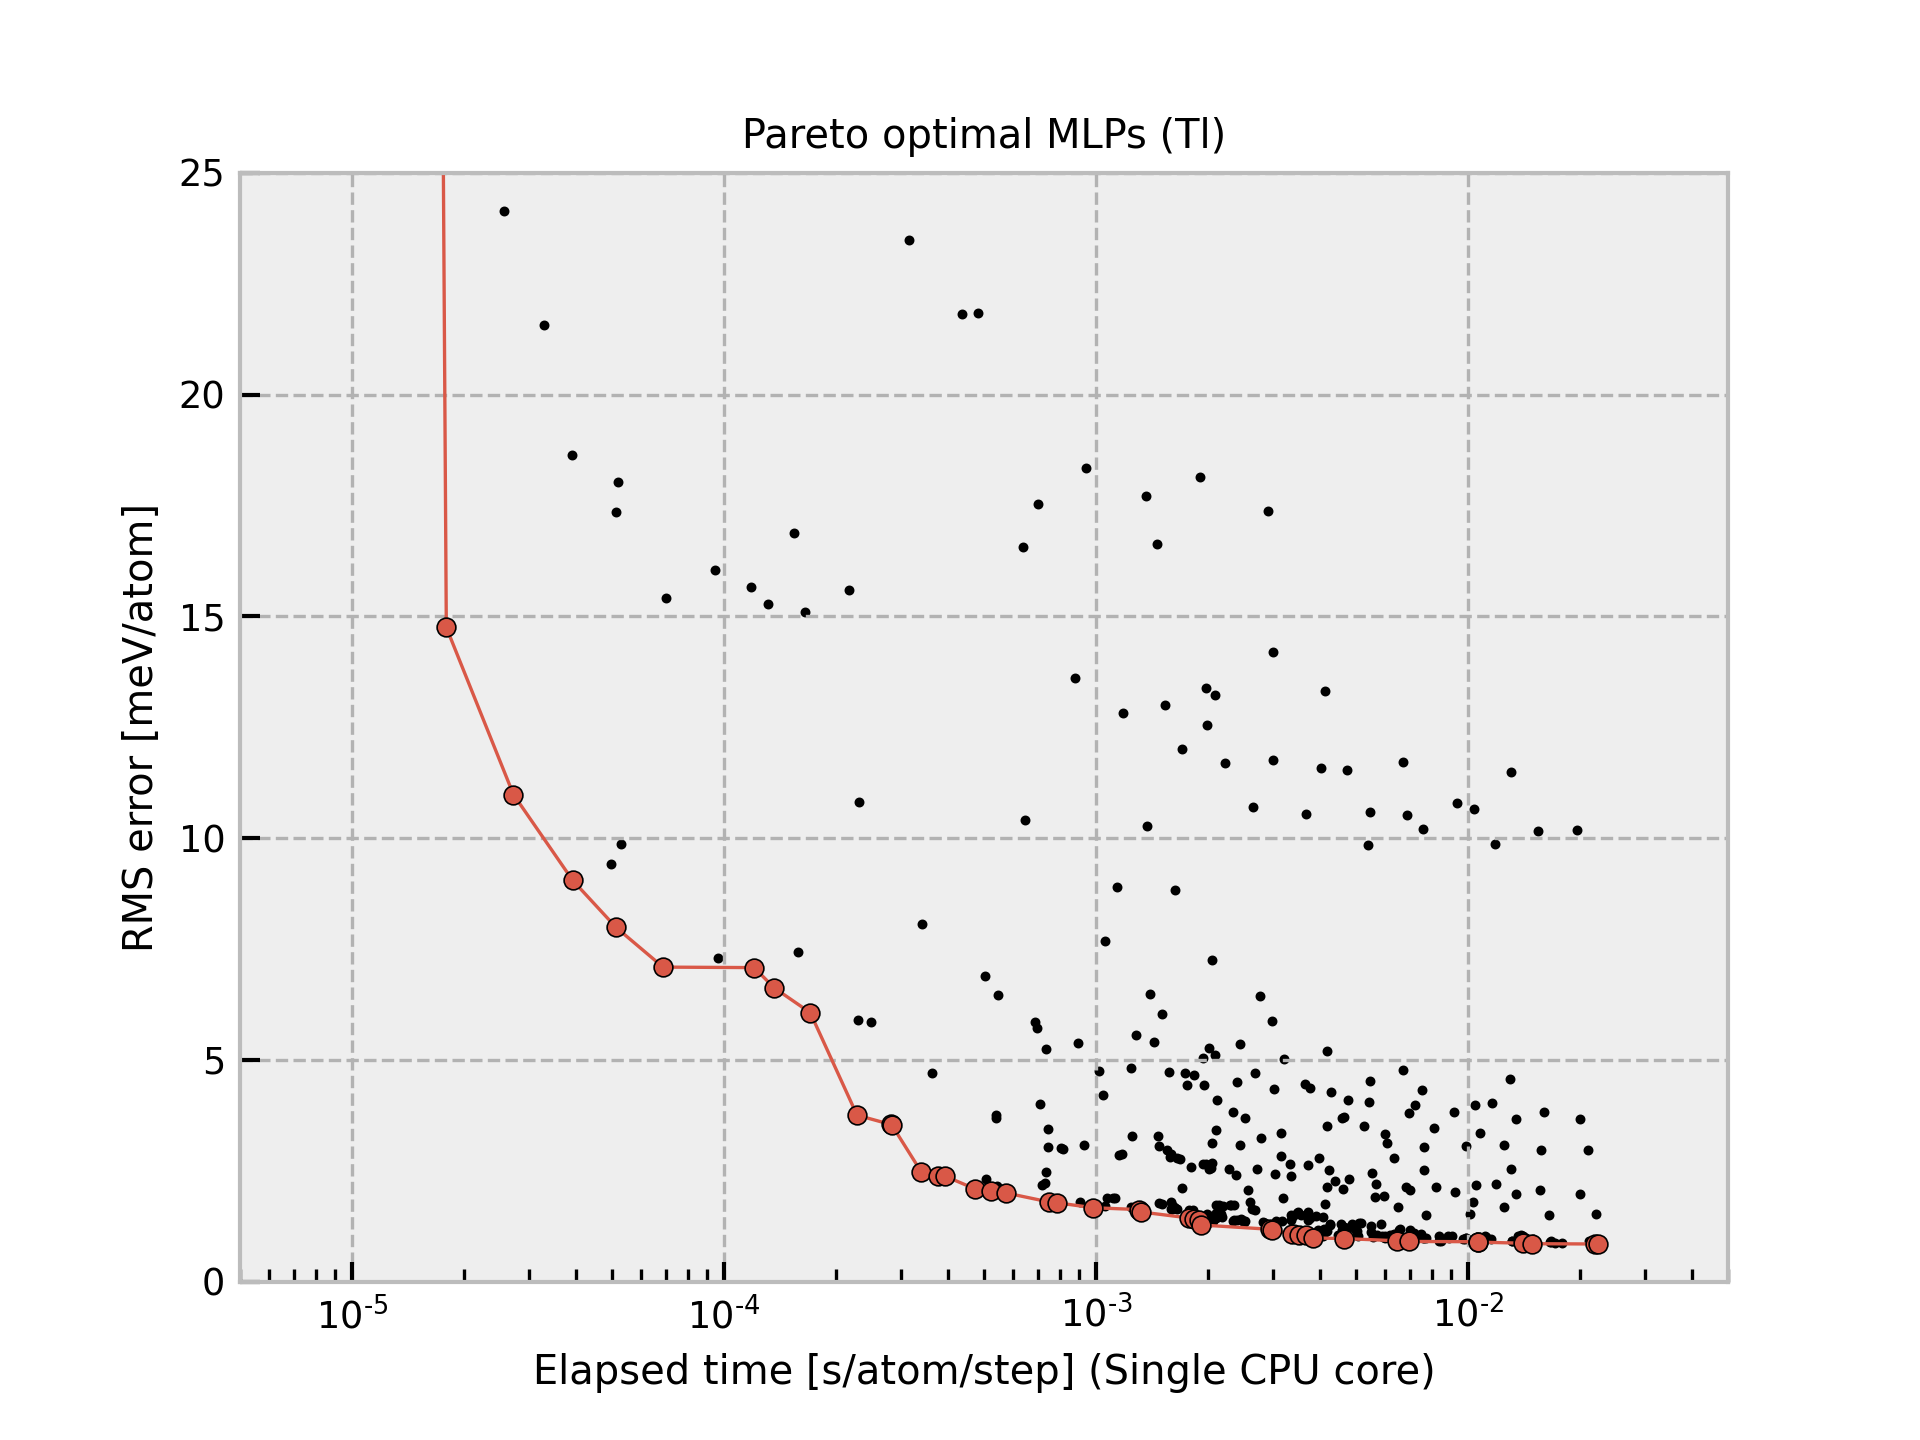 Pareto optimal MLPs (Tl)
25
20
15
10
5
0
RMS error [meV/atom]
10-5 10-4 10-3 10-2
Elapsed time [s/atom/step] (Single CPU core)